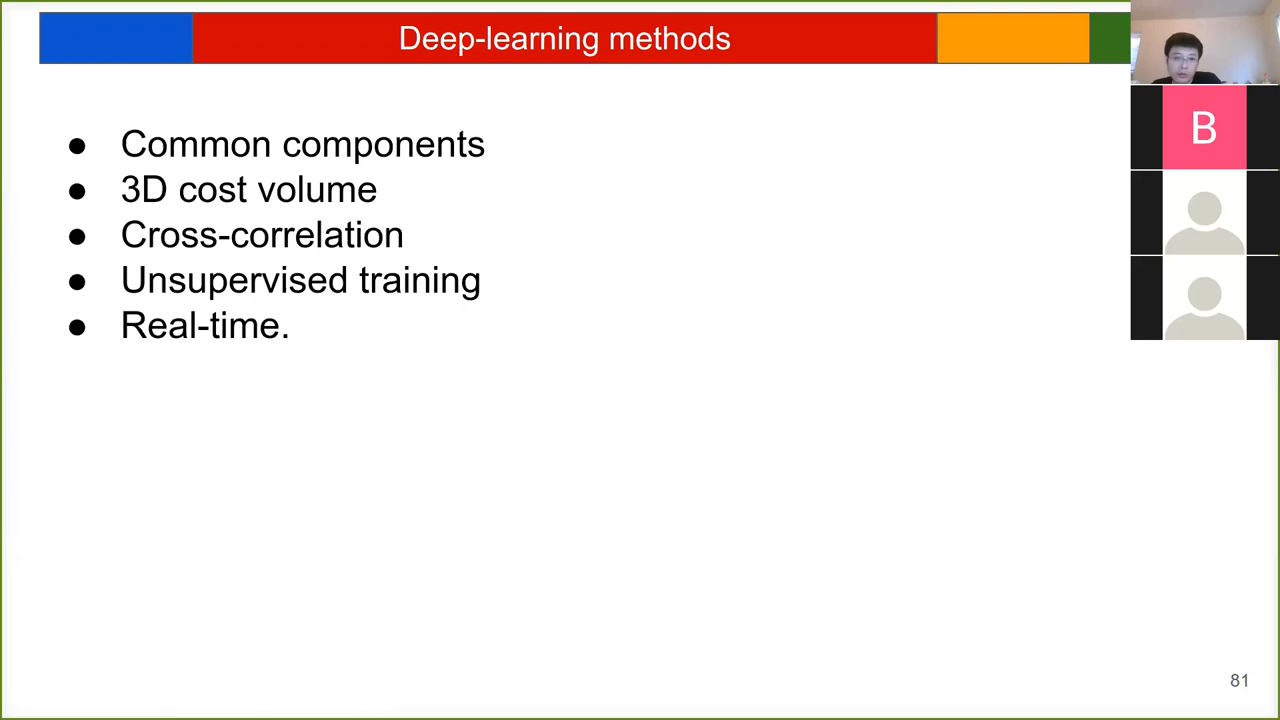 Deep-learning methods
● Common components
● 3D cost volume
● Cross-correlation
● Unsupervised training
● Real-time.
B
81